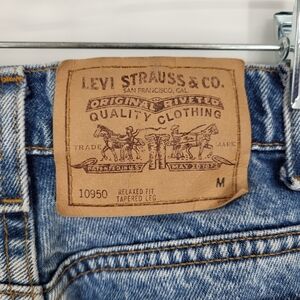 LEVI STRAUSS & CO.
SAN FRANCISCO, CAL.
ORIGINAL RIVETED
QUALITY CLOTHING
TRADE MARK
MAY 20 1873
10950 RELAXED FIT M
TAPERED LEG